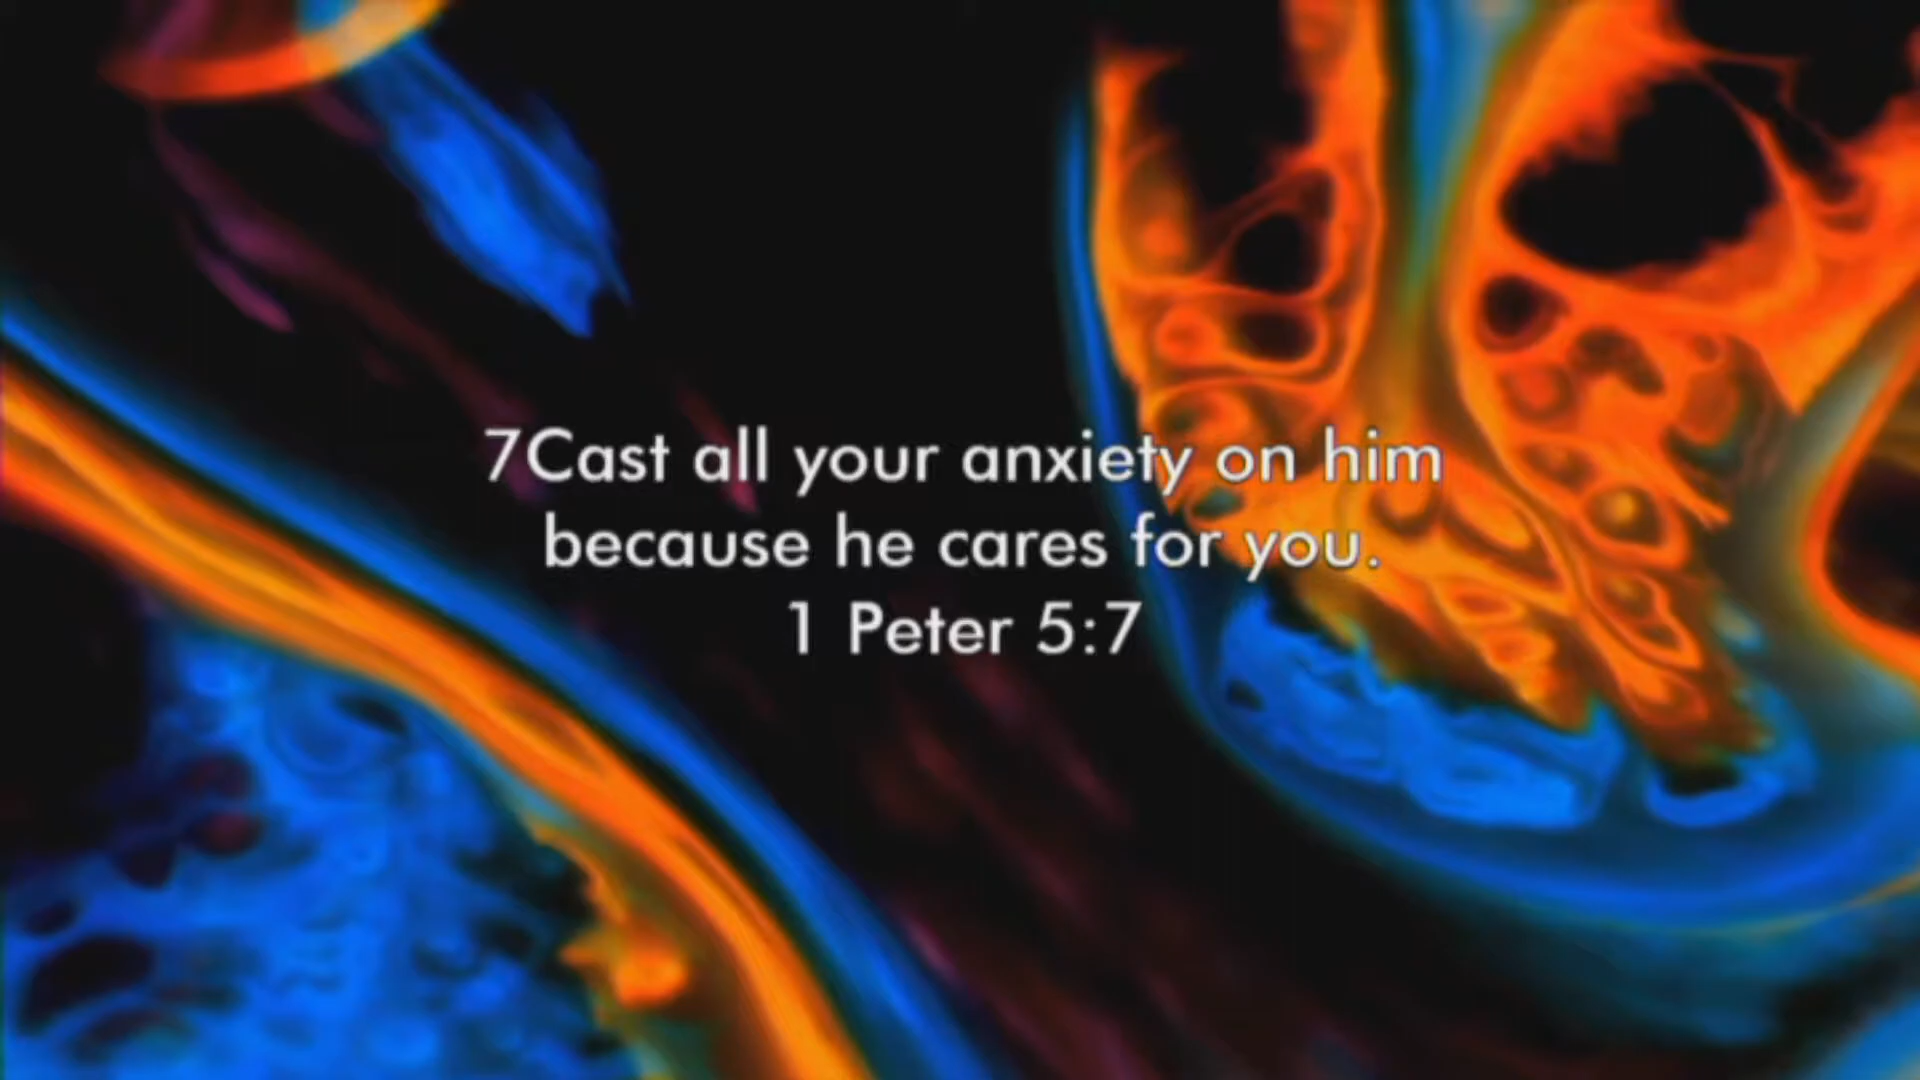 7Cast all your anxiety on him
because he cares for you.
1 Peter 5:7